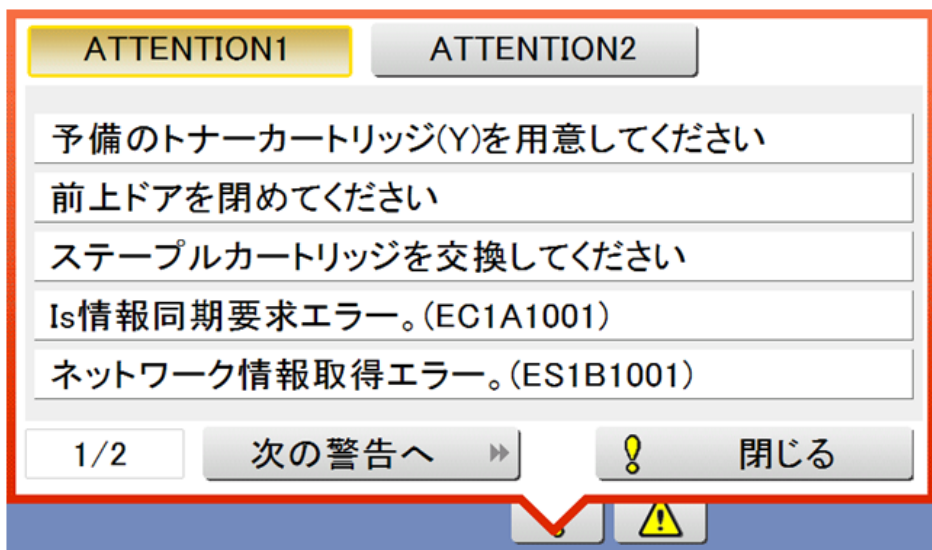 ATTENTION1
ATTENTION2
予備のトナーカートリッジ(Y)を用意してください
前上ドアを閉めてください
ステープルカートリッジを交換してください
Is情報同期要求エラー。(EC1A1001)
ネットワーク情報取得エラー。(ES1B1001)
1/2
次の警告へ
閉じる